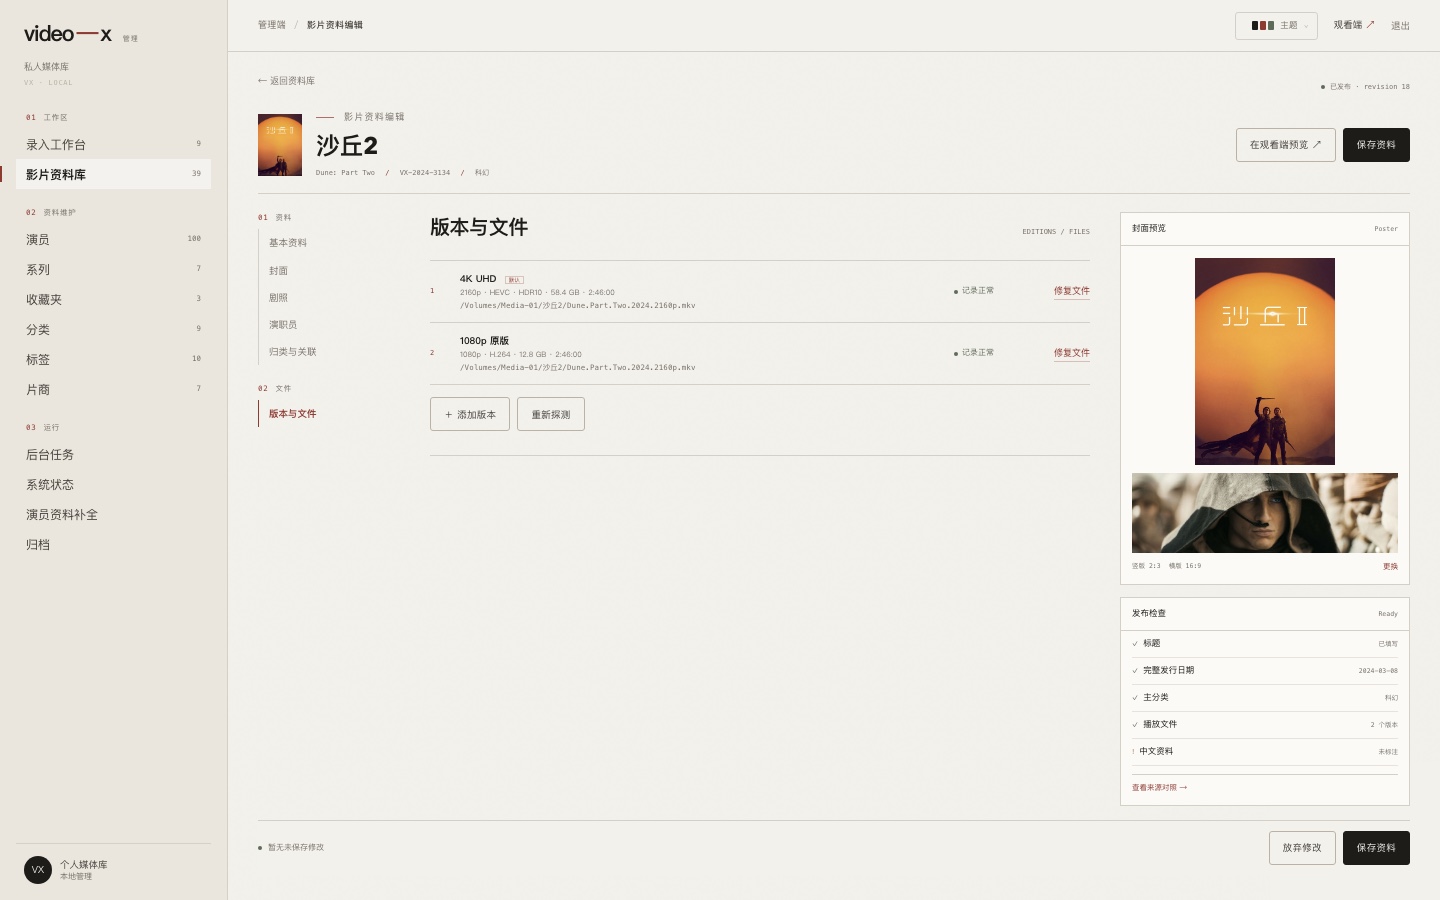 video—x 管理
私人媒体库
VX · LOCAL
01 工作区
录入工作台 9
影片资料库 39
02 资料维护
演员 100
系列 7
收藏夹 3
分类 9
标签 10
片商 7
03 运行
后台任务
系统状态
演员资料补全
归档
VX 个人媒体库
本地管理
管理端 / 影片资料编辑
主题
观看端 ↗
退出
← 返回资料库
已发布 · revision 18
影片资料编辑
沙丘2
Dune: Part Two / VX-2024-3134 / 科幻
在观看端预览 ↗
保存资料
01 资料
基本资料
封面
剧照
演职员
归类与关联
02 文件
版本与文件
版本与文件
EDITIONS / FILES
1
4K UHD 默认
2160p · HEVC · HDR10 · 58.4 GB · 2:46:00
/Volumes/Media-01/沙丘2/Dune.Part.Two.2024.2160p.mkv
记录正常
修复文件
2
1080p 原版
1080p · H.264 · 12.8 GB · 2:46:00
/Volumes/Media-01/沙丘2/Dune.Part.Two.2024.2160p.mkv
记录正常
修复文件
+ 添加版本
重新探测
封面预览 Poster
沙丘 II
竖版 2:3 横版 16:9
更换
发布检查 Ready
✓ 标题 已填写
✓ 完整发行日期 2024-03-08
✓ 主分类 科幻
✓ 播放文件 2 个版本
! 中文资料 未标注
查看来源对照 →
暂无未保存修改
放弃修改
保存资料